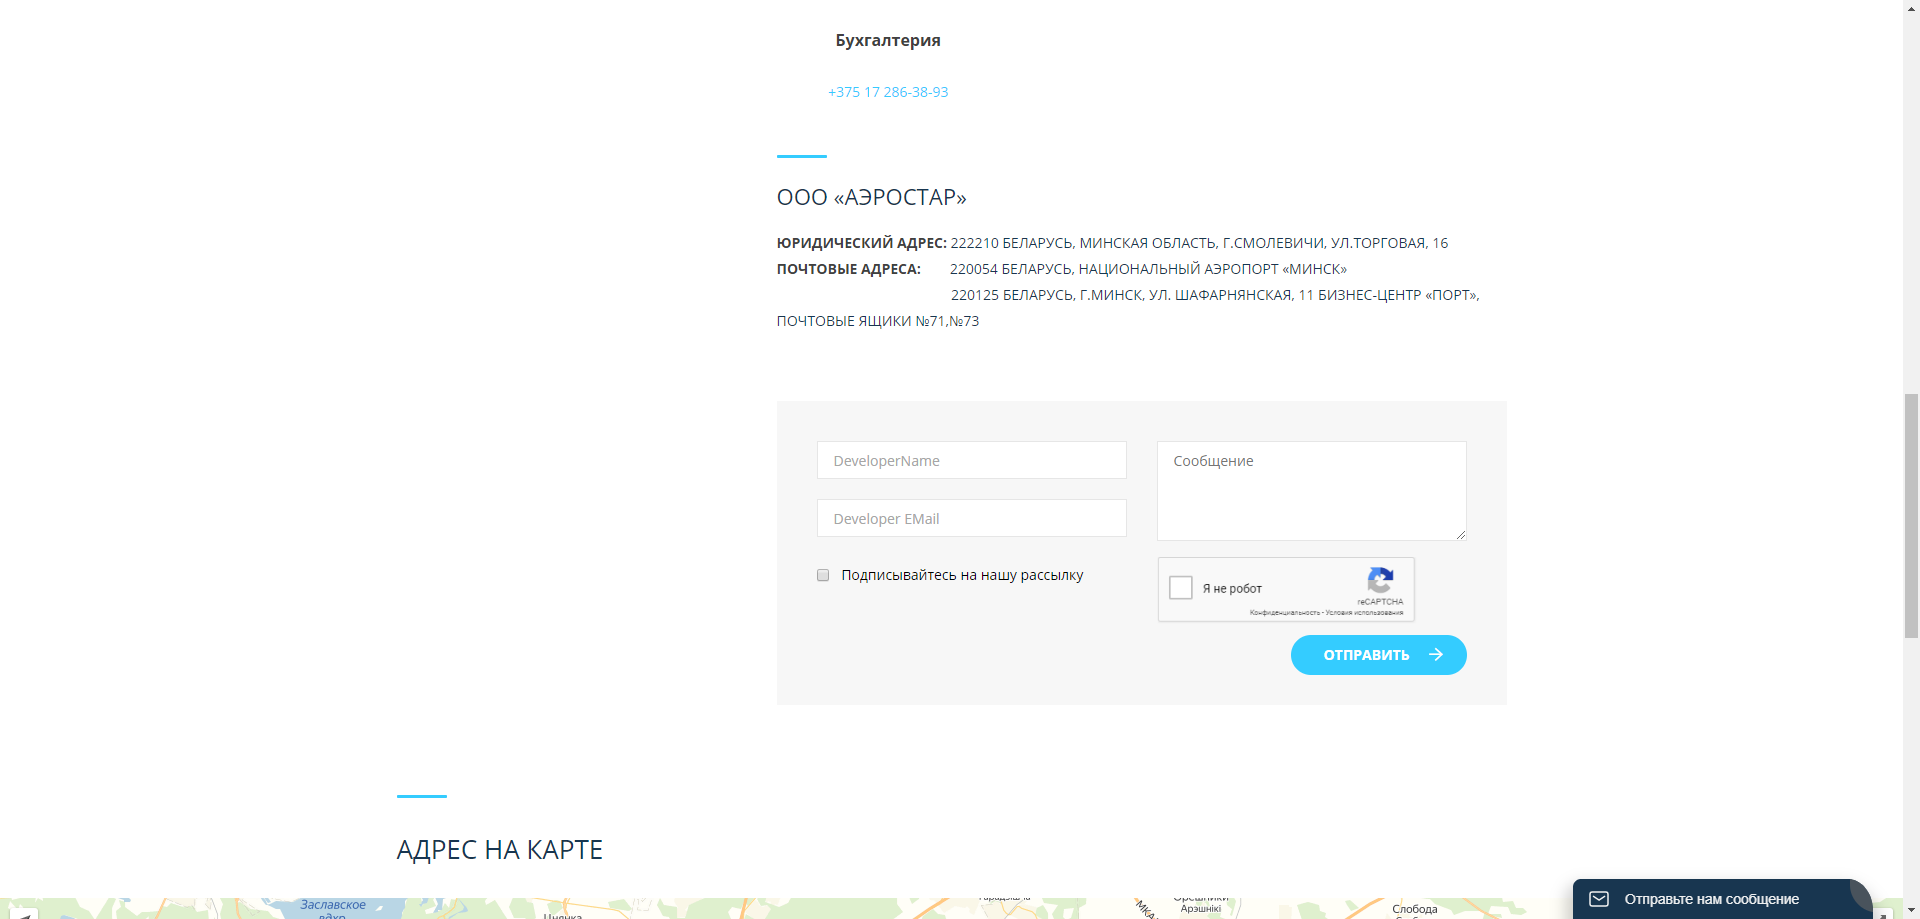 Бухгалтерия
+375 17 286-38-93
ООО «АЭРОСТАР»
ЮРИДИЧЕСКИЙ АДРЕС: 222210 БЕЛАРУСЬ, МИНСКАЯ ОБЛАСТЬ, Г.СМОЛЕВИЧИ, УЛ.ТОРГОВАЯ, 16
ПОЧТОВЫЕ АДРЕСА: 220054 БЕЛАРУСЬ, НАЦИОНАЛЬНЫЙ АЭРОПОРТ «МИНСК»
220125 БЕЛАРУСЬ, Г.МИНСК, УЛ. ШАФАРНЯНСКАЯ, 11 БИЗНЕС-ЦЕНТР «ПОРТ»,
ПОЧТОВЫЕ ЯЩИКИ №71,№73
DeveloperName
Сообщение
Developer EMail
Подписывайтесь на нашу рассылку
Я не робот
reCAPTCHA
Конфиденциальность - Условия использования
ОТПРАВИТЬ
АДРЕС НА КАРТЕ
Заславское
вдхр.
Арэшнікі
Слобода
Отправьте нам сообщение